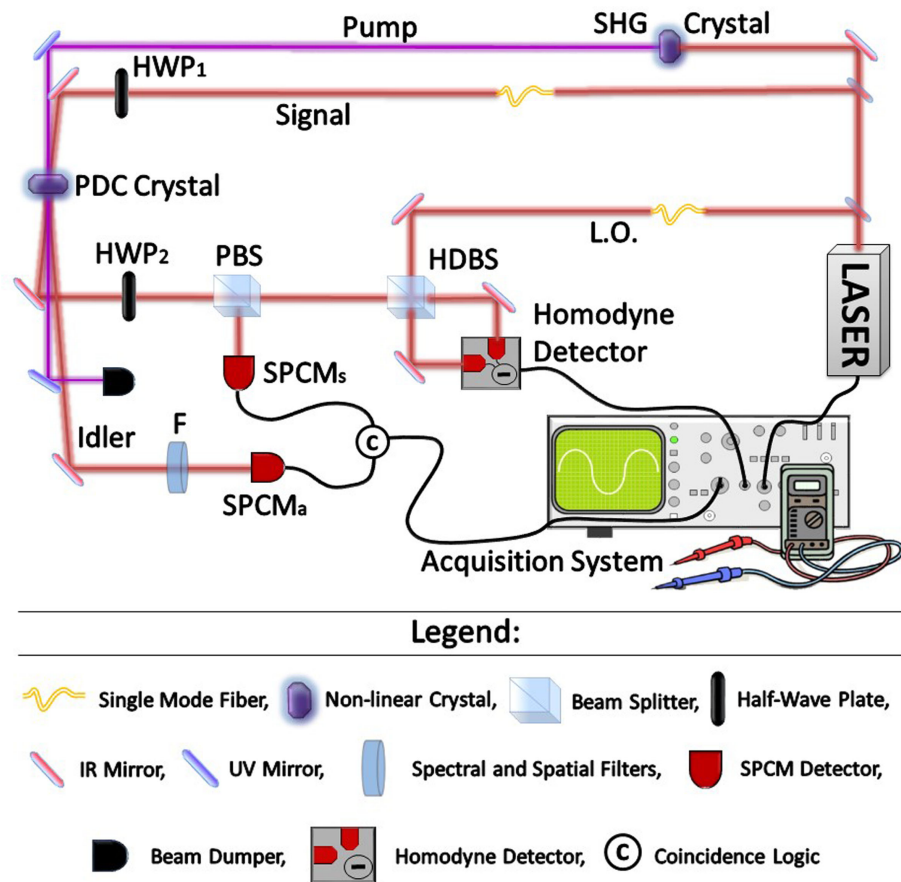 Pump
SHG Crystal
HWP1
Signal
PDC Crystal
L.O.
HWP2
PBS
HDBS
LASER
Homodyne
Detector
SPCMs
Idler
F
C
SPCMa
Acquisition System
Legend:
Single Mode Fiber, Non-linear Crystal, Beam Splitter, Half-Wave Plate,
IR Mirror, UV Mirror, Spectral and Spatial Filters, SPCM Detector,
Beam Dumper, Homodyne Detector, C Coincidence Logic